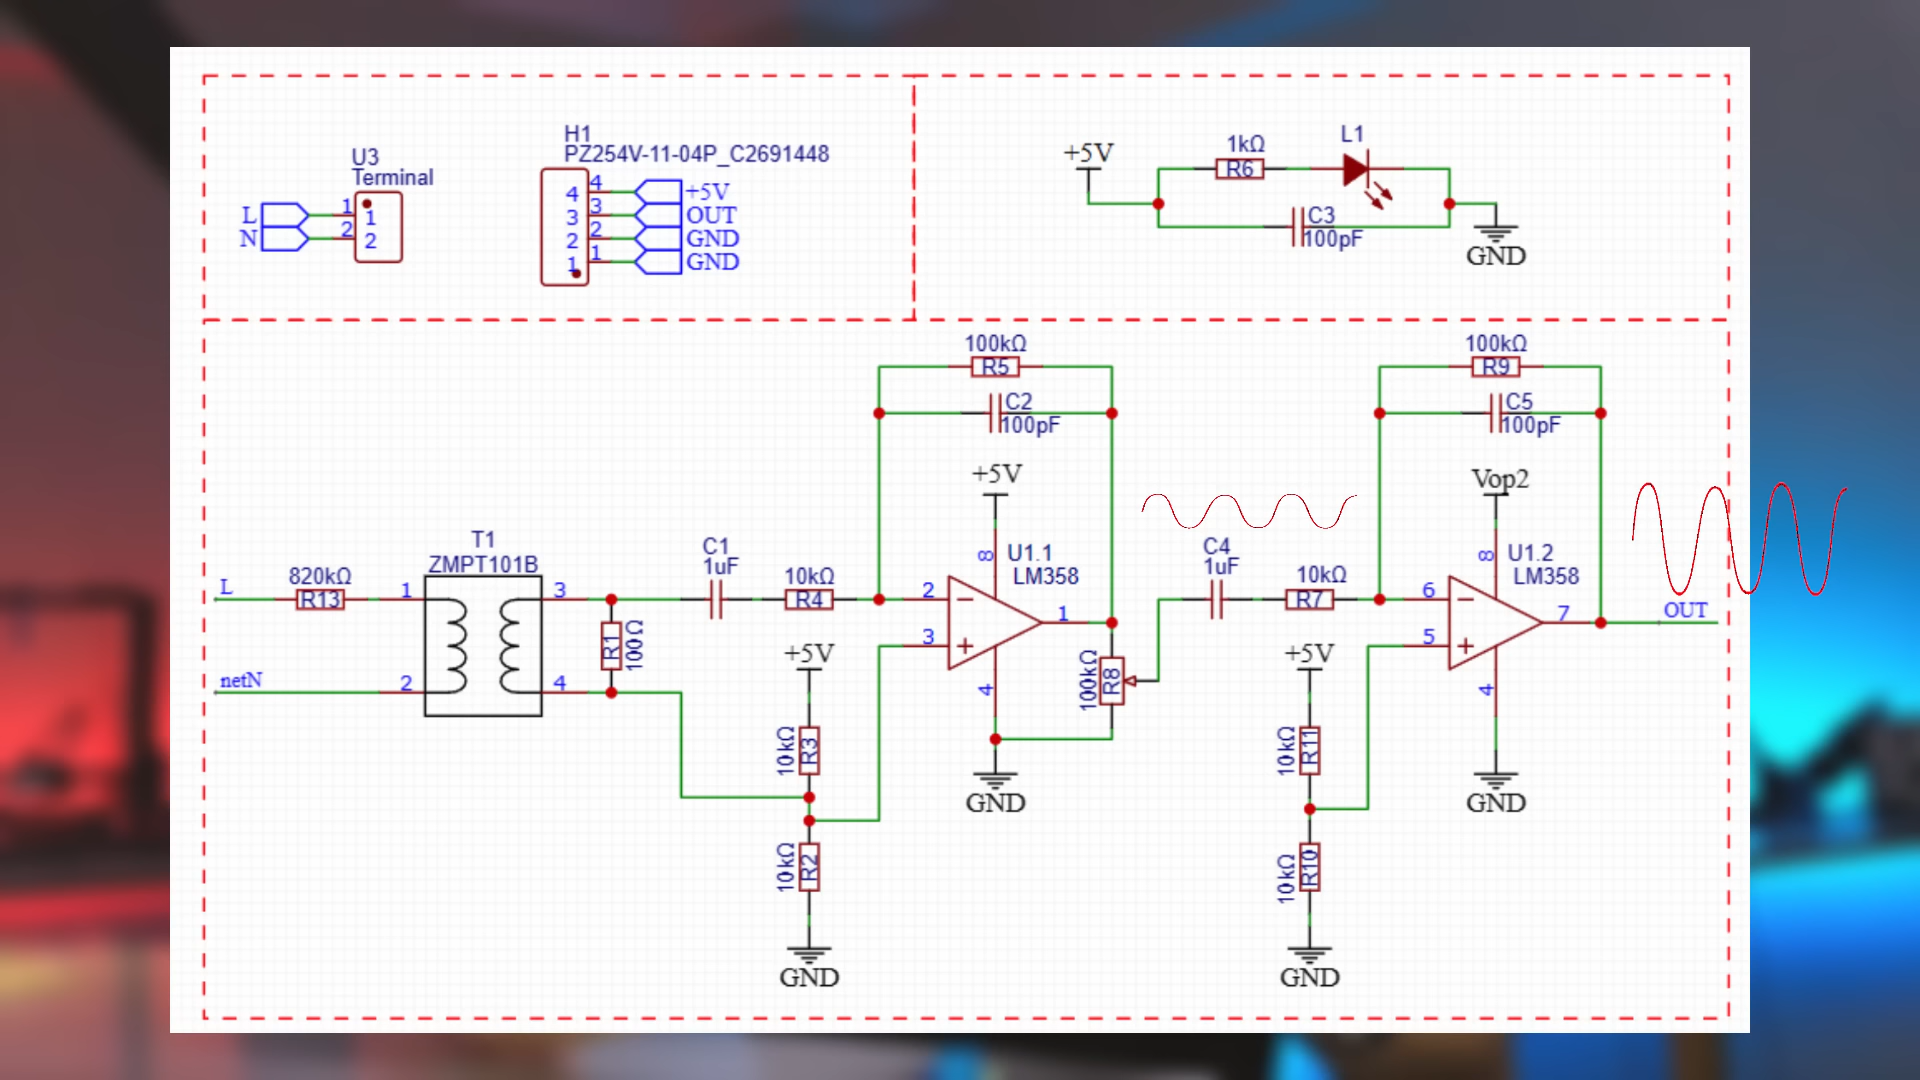 U3
Terminal
L
N
1
2
1
2
H1
PZ254V-11-04P_C2691448
4
3
2
1
4
3
2
1
+5V
OUT
GND
GND
+5V
1kΩ
R6
L1
C3
100pF
GND
100kΩ
R5
C2
100pF
+5V
8
U1.1
LM358
2
3
1
4
GND
100kΩ
R9
C5
100pF
Vop2
8
U1.2
LM358
6
5
7
4
GND
OUT
L
netN
820kΩ
R13
T1
ZMPT101B
1
2
3
4
R1
100Ω
C1
1uF
10kΩ
R4
+5V
10kΩ
R3
10kΩ
R2
GND
100kΩ
R8
C4
1uF
10kΩ
R7
+5V
10kΩ
R11
10kΩ
R10
GND